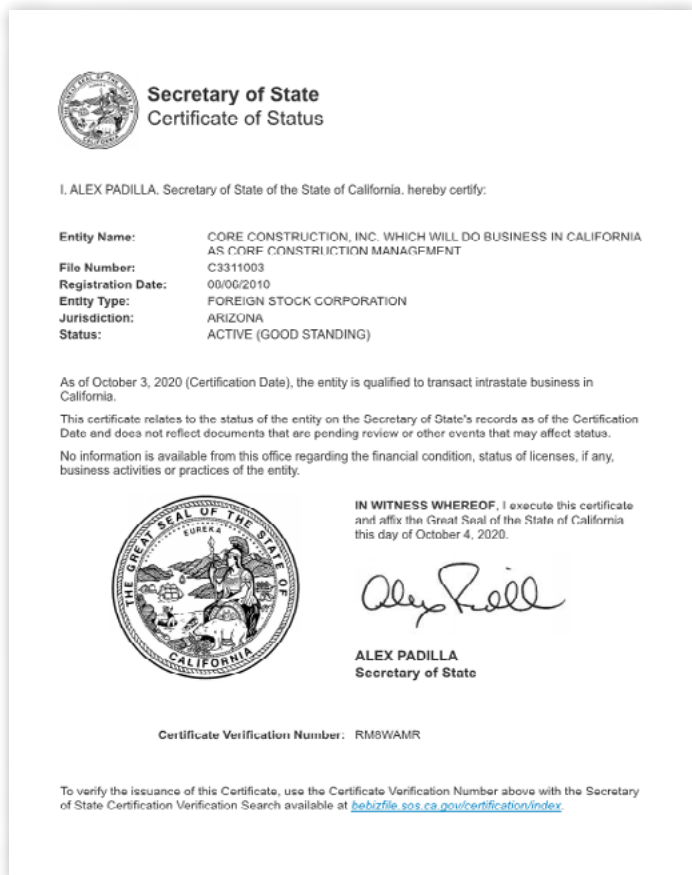 Secretary of State
Certificate of Status
I, ALEX PADILLA, Secretary of State of the State of California, hereby certify:
Entity Name: CORE CONSTRUCTION, INC. WHICH WILL DO BUSINESS IN CALIFORNIA
AS CORE CONSTRUCTION MANAGEMENT
File Number: C3311003
Registration Date: /2010
Entity Type: FOREIGN STOCK CORPORATION
Jurisdiction: ARIZONA
Status: ACTIVE (GOOD STANDING)
As of October 3, 2020 (Certification Date), the entity is qualified to transact intrastate business in
California.
This certificate relates to the status of the entity on the Secretary of State's records as of the Certification
Date and does not reflect documents that are pending review or other events that may affect status.
No information is available from this office regarding the financial condition, status of licenses, if any,
business activities or practices of the entity.
THE GREAT SEAL OF THE STATE OF CALIFORNIA
EUREKA
IN WITNESS WHEREOF, I execute this certificate
and affix the Great Seal of the State of California
this day of October 4, 2020.
ALEX PADILLA
Secretary of State
Certificate Verification Number: RM8WAMR
To verify the issuance of this Certificate, use the Certificate Verification Number above with the Secretary
of State Certification Verification Search available at bebizfile.sos.ca.gov/certification/index.